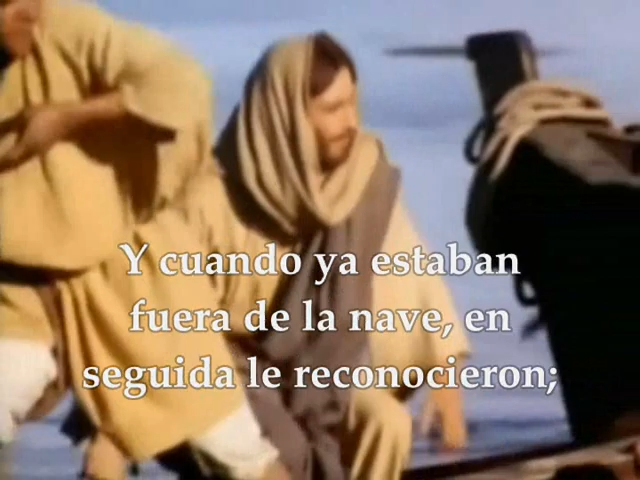 Y cuando ya estaban
fuera de la nave, en
seguida le reconocieron;